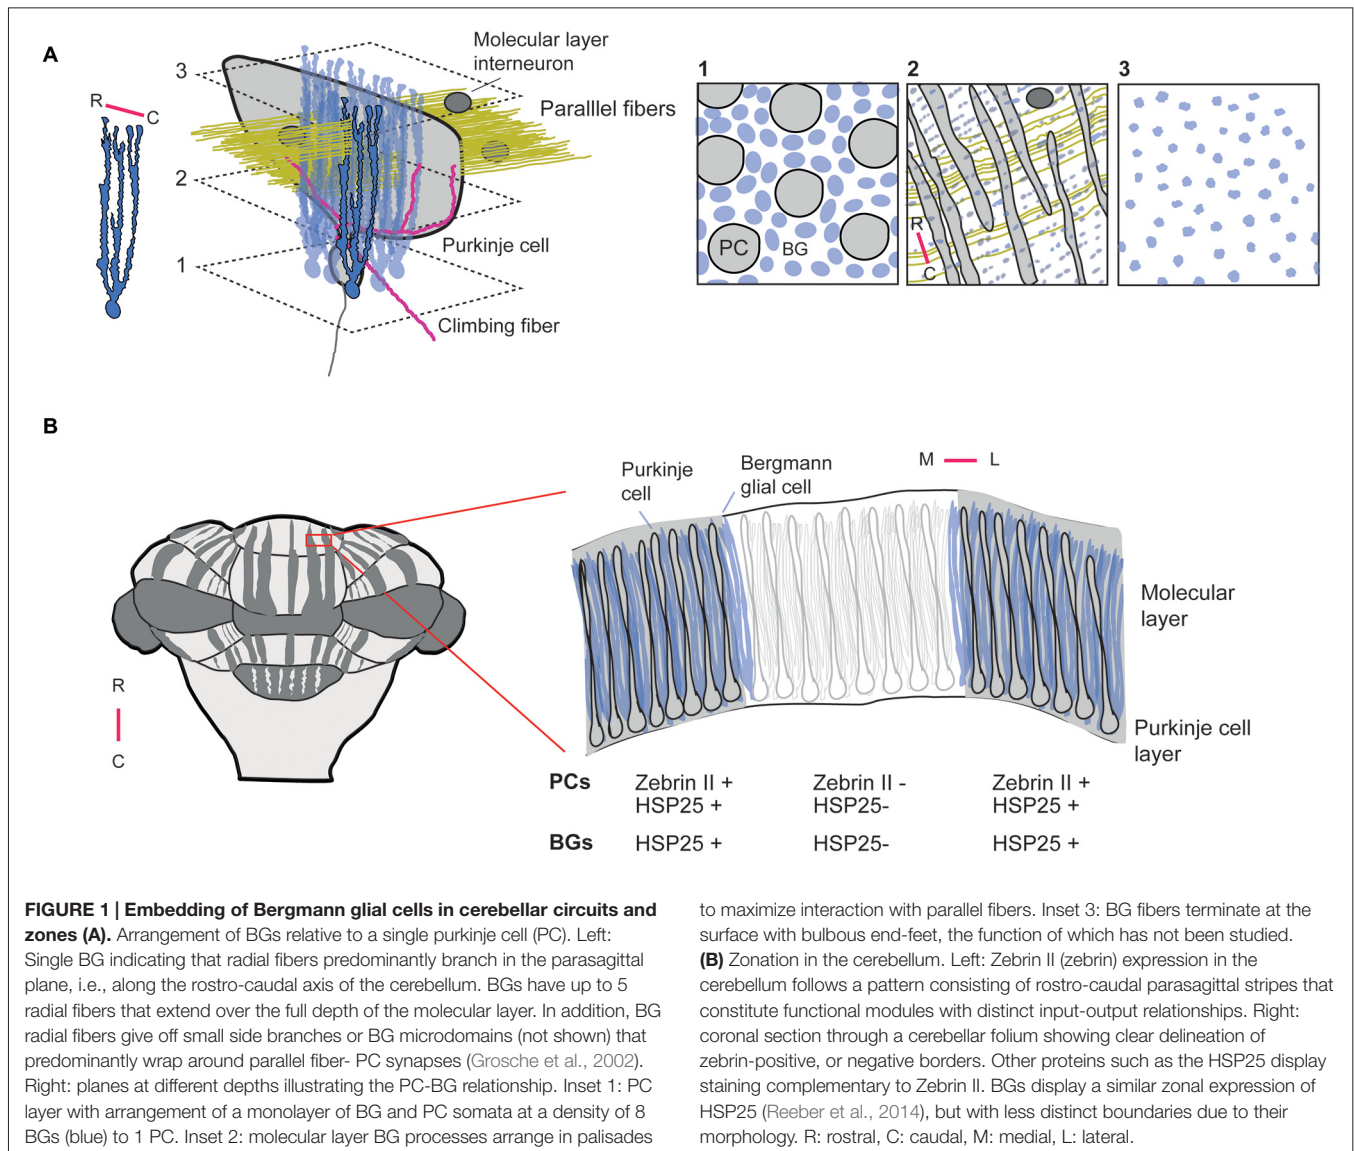 A
R
C
3
2
1
Molecular layer
interneuron
Paralllel fibers
Purkinje cell
Climbing fiber
1
PC
BG
2
R
C
3
B
R
C
Purkinje
cell
Bergmann
glial cell
M
L
Molecular
layer
Purkinje cell
layer
PCs
Zebrin II +
HSP25 +
Zebrin II -
HSP25-
Zebrin II +
HSP25 +
BGs
HSP25 +
HSP25-
HSP25 +
FIGURE 1 | Embedding of Bergmann glial cells in cerebellar circuits and
zones (A). Arrangement of BGs relative to a single purkinje cell (PC). Left:
Single BG indicating that radial fibers predominantly branch in the parasagittal
plane, i.e., along the rostro-caudal axis of the cerebellum. BGs have up to 5
radial fibers that extend over the full depth of the molecular layer. In addition, BG
radial fibers give off small side branches or BG microdomains (not shown) that
predominantly wrap around parallel fiber- PC synapses (Grosche et al., 2002).
Right: planes at different depths illustrating the PC-BG relationship. Inset 1: PC
layer with arrangement of a monolayer of BG and PC somata at a density of 8
BGs (blue) to 1 PC. Inset 2: molecular layer BG processes arrange in palisades
to maximize interaction with parallel fibers. Inset 3: BG fibers terminate at the
surface with bulbous end-feet, the function of which has not been studied.
(B) Zonation in the cerebellum. Left: Zebrin II (zebrin) expression in the
cerebellum follows a pattern consisting of rostro-caudal parasagittal stripes that
constitute functional modules with distinct input-output relationships. Right:
coronal section through a cerebellar folium showing clear delineation of
zebrin-positive, or negative borders. Other proteins such as the HSP25 display
staining complementary to Zebrin II. BGs display a similar zonal expression of
HSP25 (Reeber et al., 2014), but with less distinct boundaries due to their
morphology. R: rostral, C: caudal, M: medial, L: lateral.